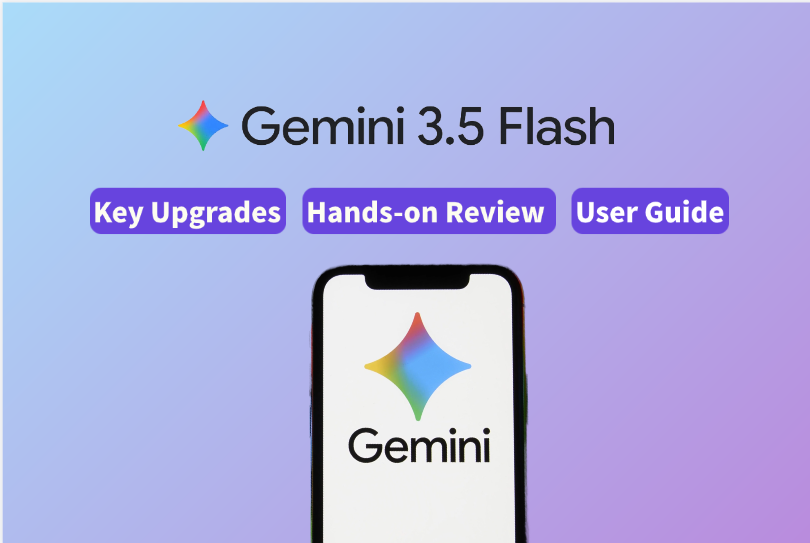 Gemini 3.5 Flash
Key Upgrades Hands-on Review User Guide
Gemini